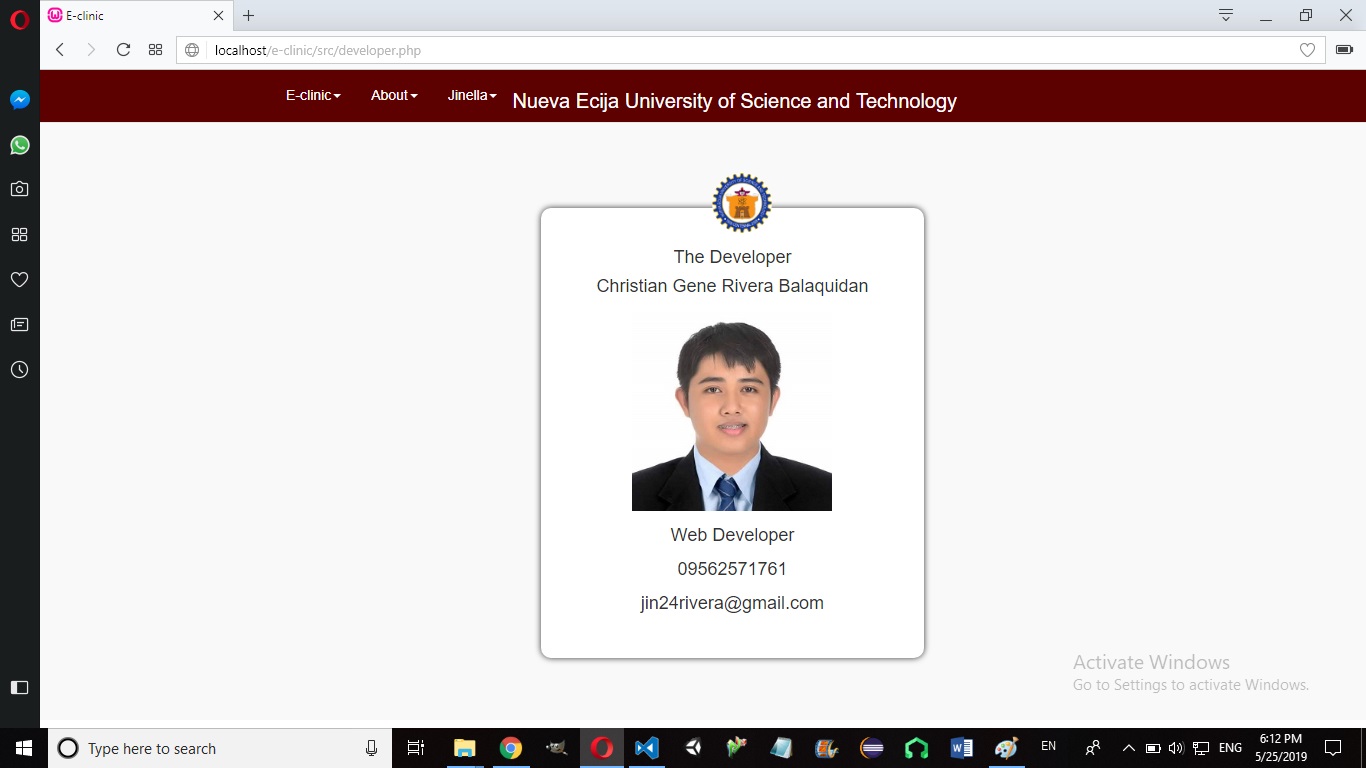 E-clinic
localhost/e-clinic/src/developer.php
E-clinic
About
Jinella
Nueva Ecija University of Science and Technology
The Developer
Christian Gene Rivera Balaquidan
Web Developer
09562571761
jin24rivera@gmail.com
Activate Windows
Go to Settings to activate Windows.
Type here to search
EN
ENG
6:12 PM
5/25/2019